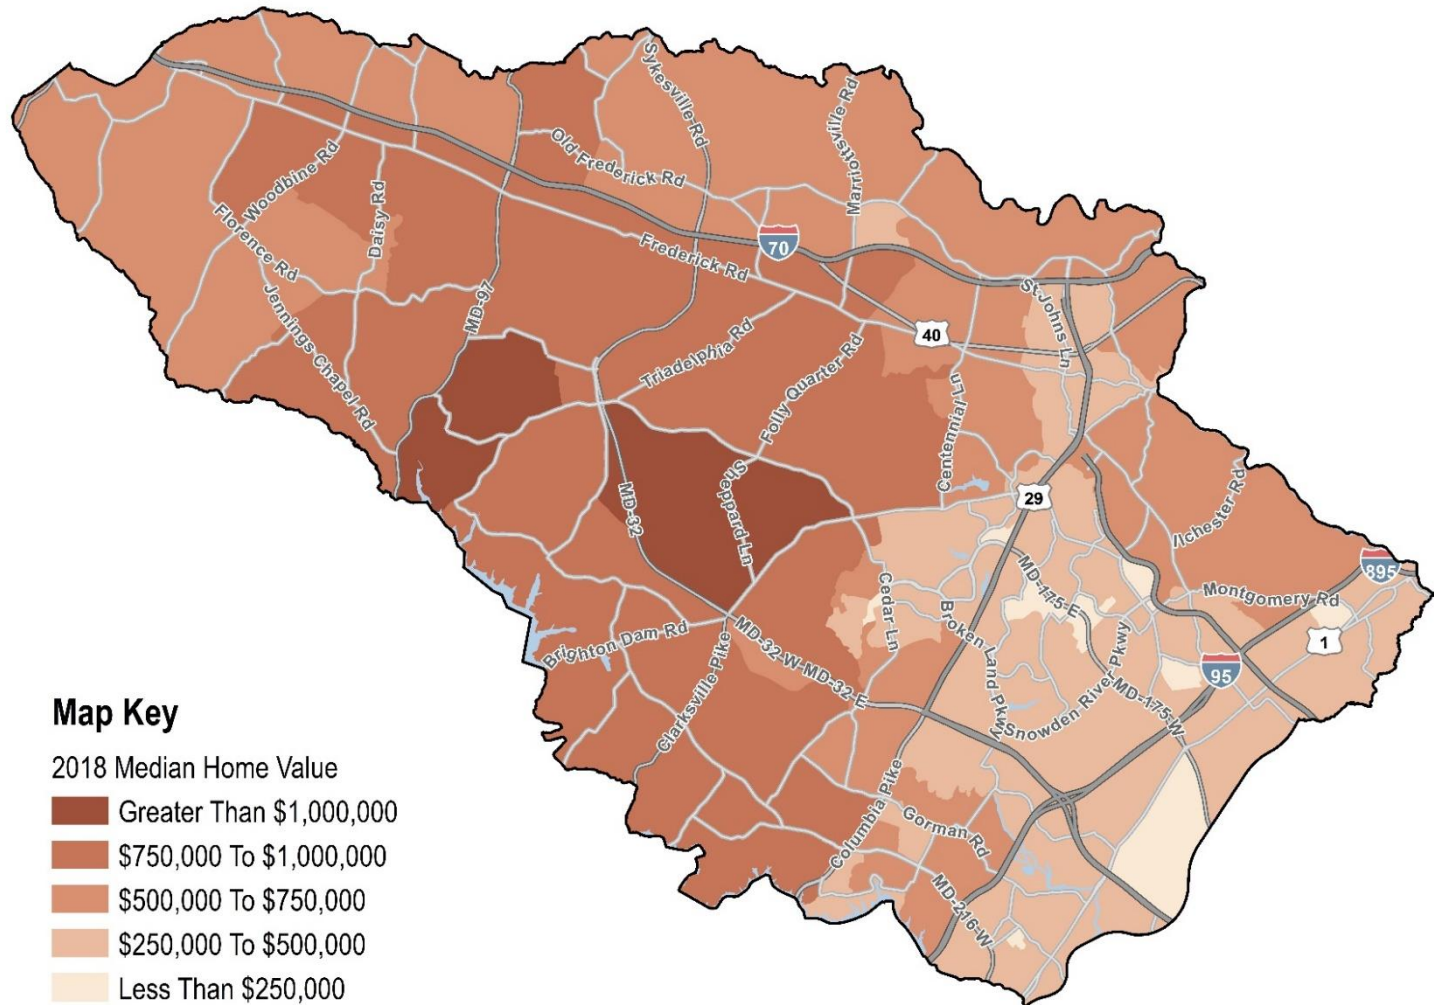 Sykesville Rd
Marriottsville Rd
Old Frederick Rd
Woodbine Rd
Daisy Rd
Florence Rd
70
Frederick Rd
MD-97
St Johns Ln
Jennings Chapel Rd
40
Triadelphia Rd
Folly Quarter Rd
Centennial Ln
Sheppard Ln
29
MD-32
Ilchester Rd
MD-175 E
895
Montgomery Rd
Cedar Ln
Broken Land Pkwy
1
Brighton Dam Rd
MD-32 W
MD-32 E
95
Snowden River Pkwy
MD-175 W
Clarksville Pike
Columbia Pike
Gorman Rd
MD-216 W
Map Key
2018 Median Home Value
Greater Than $1,000,000
$750,000 To $1,000,000
$500,000 To $750,000
$250,000 To $500,000
Less Than $250,000